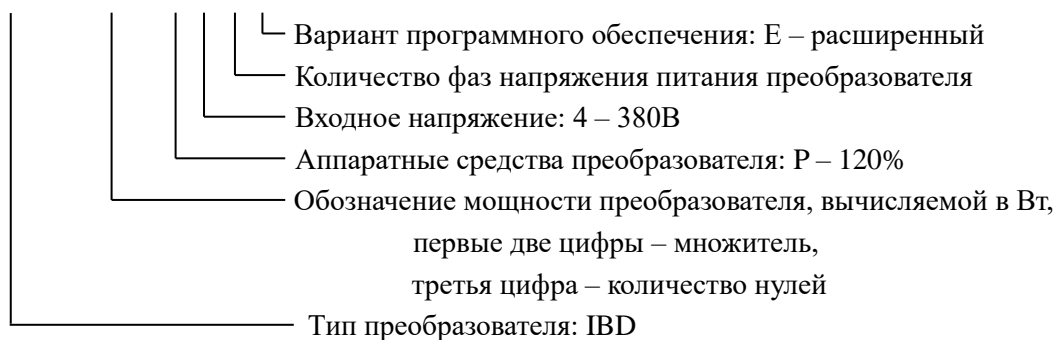 Вариант программного обеспечения: E – расширенный
Количество фаз напряжения питания преобразователя
Входное напряжение: 4 – 380В
Аппаратные средства преобразователя: P – 120%
Обозначение мощности преобразователя, вычисляемой в Вт,
первые две цифры – множитель,
третья цифра – количество нулей
Тип преобразователя: IBD